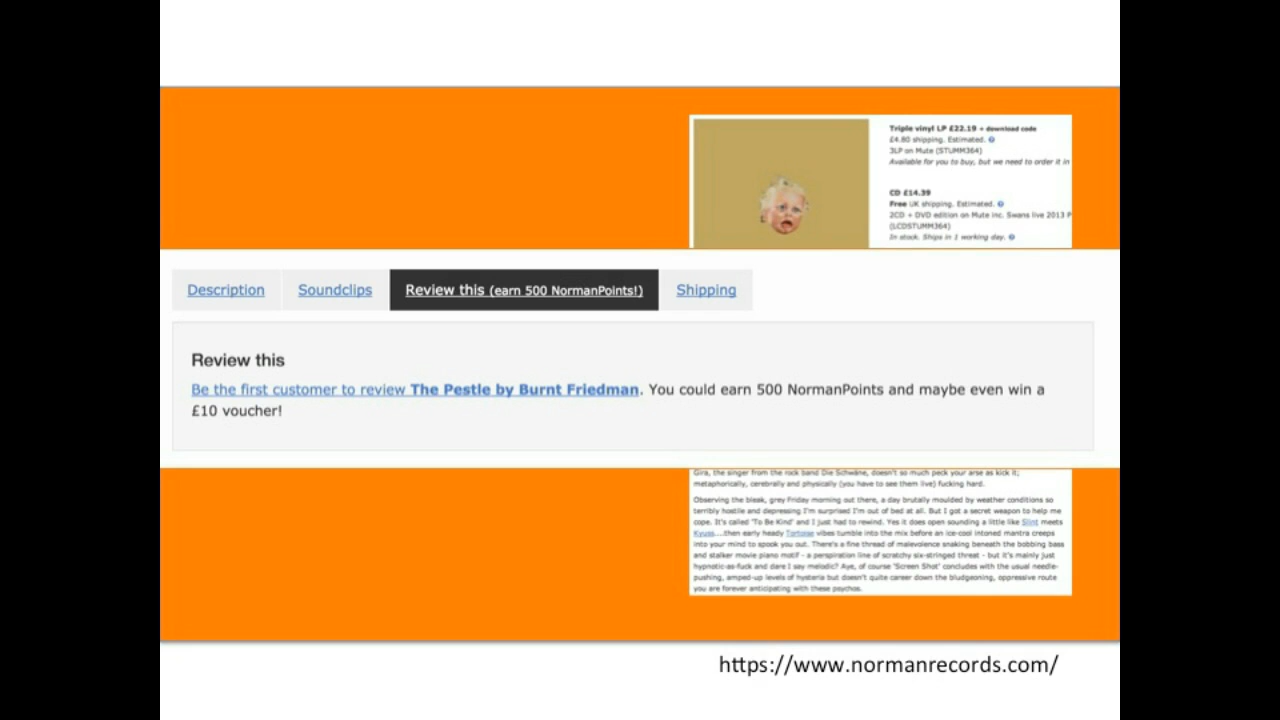 Triple vinyl LP £22.19 + download code
£4.80 shipping. Estimated.
3LP on Mute (STUMM364)
Available for you to buy, but we need to order it in
CD £14.39
Free UK shipping. Estimated.
2CD + DVD edition on Mute inc. Swans live 2013 P
(LCDSTUMM364)
In stock. Ships in 1 working day.
Description Soundclips Review this (earn 500 NormanPoints!) Shipping
Review this
Be the first customer to review The Pestle by Burnt Friedman. You could earn 500 NormanPoints and maybe even win a
£10 voucher!
Gira, the singer from the rock band Die Schwäne, doesn't so much peck your arse as kick it;
metaphorically, cerebrally and physically (you have to see them live) fucking hard.
Observing the bleak, grey Friday morning out there, a day brutally moulded by weather conditions so
terribly hostile and depressing I'm surprised I'm out of bed at all. But I got a secret weapon to help me
cope. It's called 'To Be Kind' and I just had to rewind. Yes it does open sounding a little like Slint meets
Kyuss....then early heady Tortoise vibes tumble into the mix before an ice-cool intoned mantra creeps
into your mind to spook you out. There's a fine thread of malevolence snaking beneath the bobbing bass
and stalker movie piano motif - a perspiration line of scratchy six-stringed threat - but it's mainly just
hypnotic-as-fuck and dare I say melodic? Aye, of course 'Screen Shot' concludes with the usual needle-
pushing, amped-up levels of hysteria but doesn't quite career down the bludgeoning, oppressive route
you are forever anticipating with these psychos.
https://www.normanrecords.com/